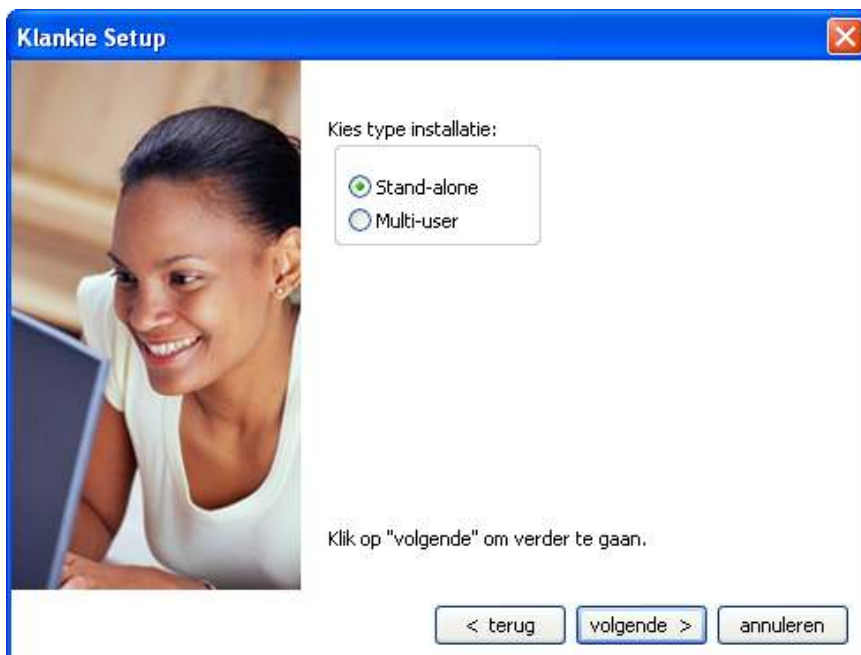 Klankie Setup
Kies type installatie:
Stand-alone
Multi-user
Klik op "volgende" om verder te gaan.
< terug
volgende >
annuleren